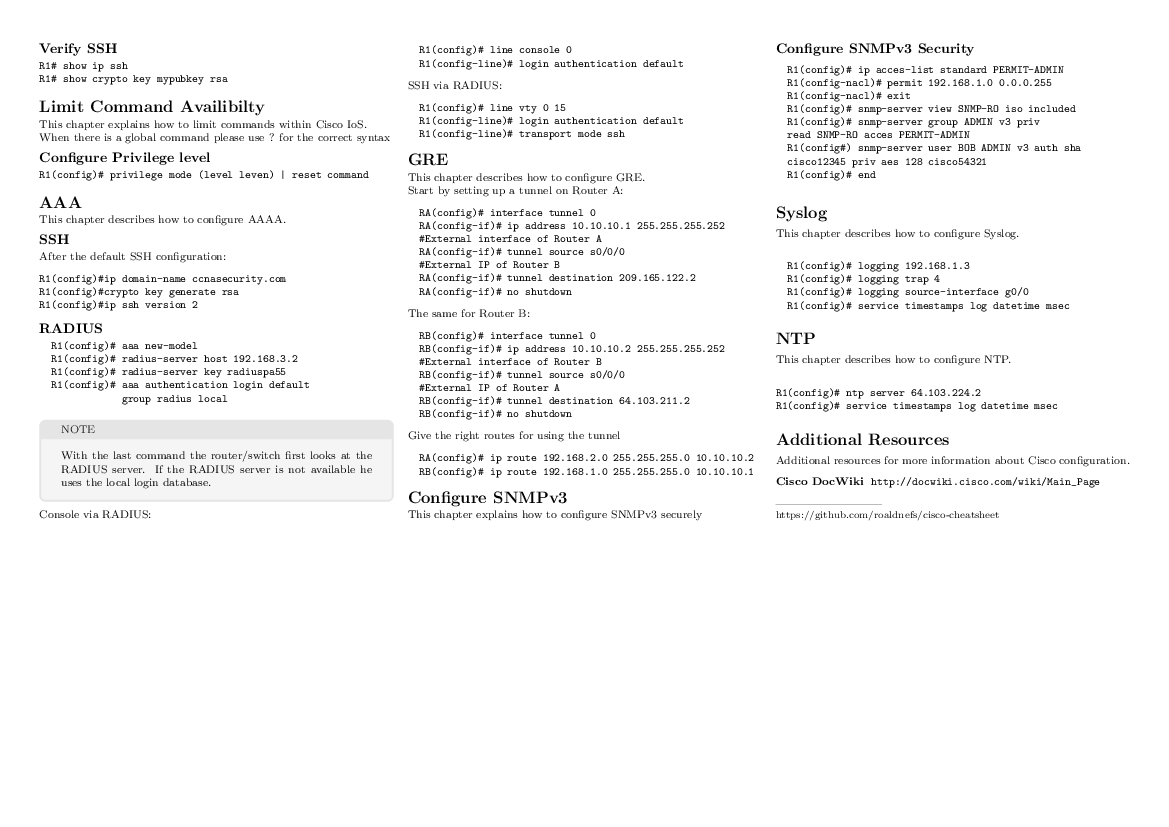 Verify SSH
R1# show ip ssh
R1# show crypto key mypubkey rsa
Limit Command Availibilty
This chapter explains how to limit commands within Cisco IoS.
When there is a global command please use ? for the correct syntax
Configure Privilege level
R1(config)# privilege mode (level leven) | reset command
AAA
This chapter describes how to configure AAAA.
SSH
After the default SSH configuration:
R1(config)#ip domain-name ccnasecurity.com
R1(config)#crypto key generate rsa
R1(config)#ip ssh version 2
RADIUS
R1(config)# aaa new-model
R1(config)# radius-server host 192.168.3.2
R1(config)# radius-server key radiuspa55
R1(config)# aaa authentication login default
group radius local
NOTE
With the last command the router/switch first looks at the
RADIUS server. If the RADIUS server is not available he
uses the local login database.
Console via RADIUS:
R1(config)# line console 0
R1(config-line)# login authentication default
SSH via RADIUS:
R1(config)# line vty 0 15
R1(config-line)# login authentication default
R1(config-line)# transport mode ssh
GRE
This chapter describes how to configure GRE.
Start by setting up a tunnel on Router A:
RA(config)# interface tunnel 0
RA(config-if)# ip address 10.10.10.1 255.255.255.252
#External interface of Router A
RA(config-if)# tunnel source s0/0/0
#External IP of Router B
RA(config-if)# tunnel destination 209.165.122.2
RA(config-if)# no shutdown
The same for Router B:
RB(config)# interface tunnel 0
RB(config-if)# ip address 10.10.10.2 255.255.255.252
#External interface of Router B
RB(config-if)# tunnel source s0/0/0
#External IP of Router A
RB(config-if)# tunnel destination 64.103.211.2
RB(config-if)# no shutdown
Give the right routes for using the tunnel
RA(config)# ip route 192.168.2.0 255.255.255.0 10.10.10.2
RB(config)# ip route 192.168.1.0 255.255.255.0 10.10.10.1
Configure SNMPv3
This chapter explains how to configure SNMPv3 securely
Configure SNMPv3 Security
R1(config)# ip acces-list standard PERMIT-ADMIN
R1(config-nacl)# permit 192.168.1.0 0.0.0.255
R1(config-nacl)# exit
R1(config)# snmp-server view SNMP-RO iso included
R1(config)# snmp-server group ADMIN v3 priv
read SNMP-RO acces PERMIT-ADMIN
R1(config#) snmp-server user BOB ADMIN v3 auth sha
cisco12345 priv aes 128 cisco54321
R1(config)# end
Syslog
This chapter describes how to configure Syslog.
R1(config)# logging 192.168.1.3
R1(config)# logging trap 4
R1(config)# logging source-interface g0/0
R1(config)# service timestamps log datetime msec
NTP
This chapter describes how to configure NTP.
R1(config)# ntp server 64.103.224.2
R1(config)# service timestamps log datetime msec
Additional Resources
Additional resources for more information about Cisco configuration.
Cisco DocWiki http://docwiki.cisco.com/wiki/Main_Page
https://github.com/roaldnefs/cisco-cheatsheet